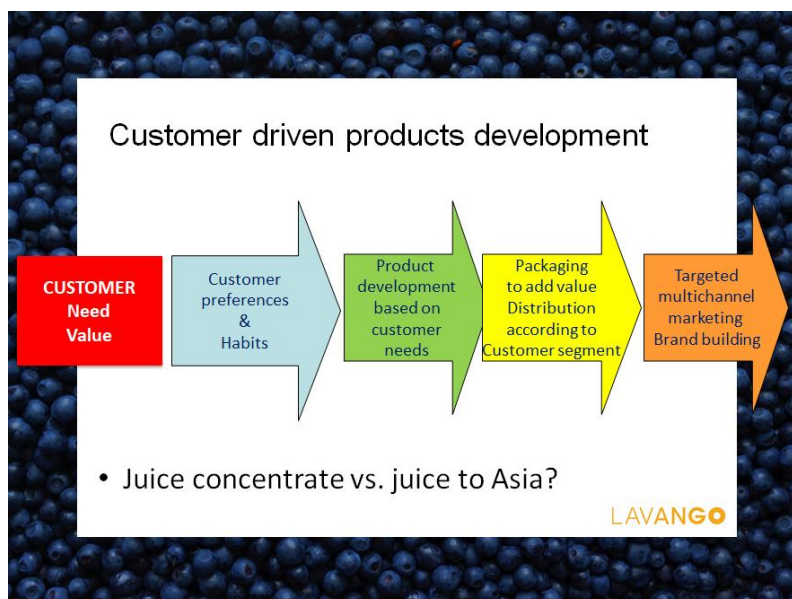 Customer driven products development
CUSTOMER
Need
Value
Customer
preferences
&
Habits
Product
development
based on
customer
needs
Packaging
to add value
Distribution
according to
Customer segment
Targeted
multichannel
marketing
Brand building
• Juice concentrate vs. juice to Asia?
LAVANGO